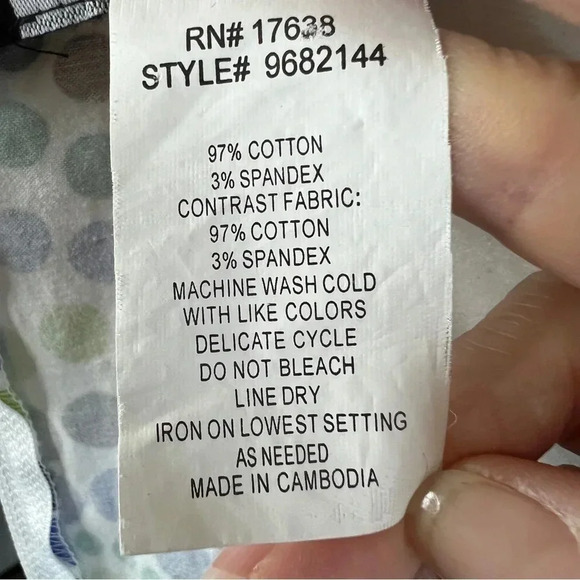 RN# 17638
STYLE# 9682144
97% COTTON
3% SPANDEX
CONTRAST FABRIC:
97% COTTON
3% SPANDEX
MACHINE WASH COLD
WITH LIKE COLORS
DELICATE CYCLE
DO NOT BLEACH
LINE DRY
IRON ON LOWEST SETTING
AS NEEDED
MADE IN CAMBODIA